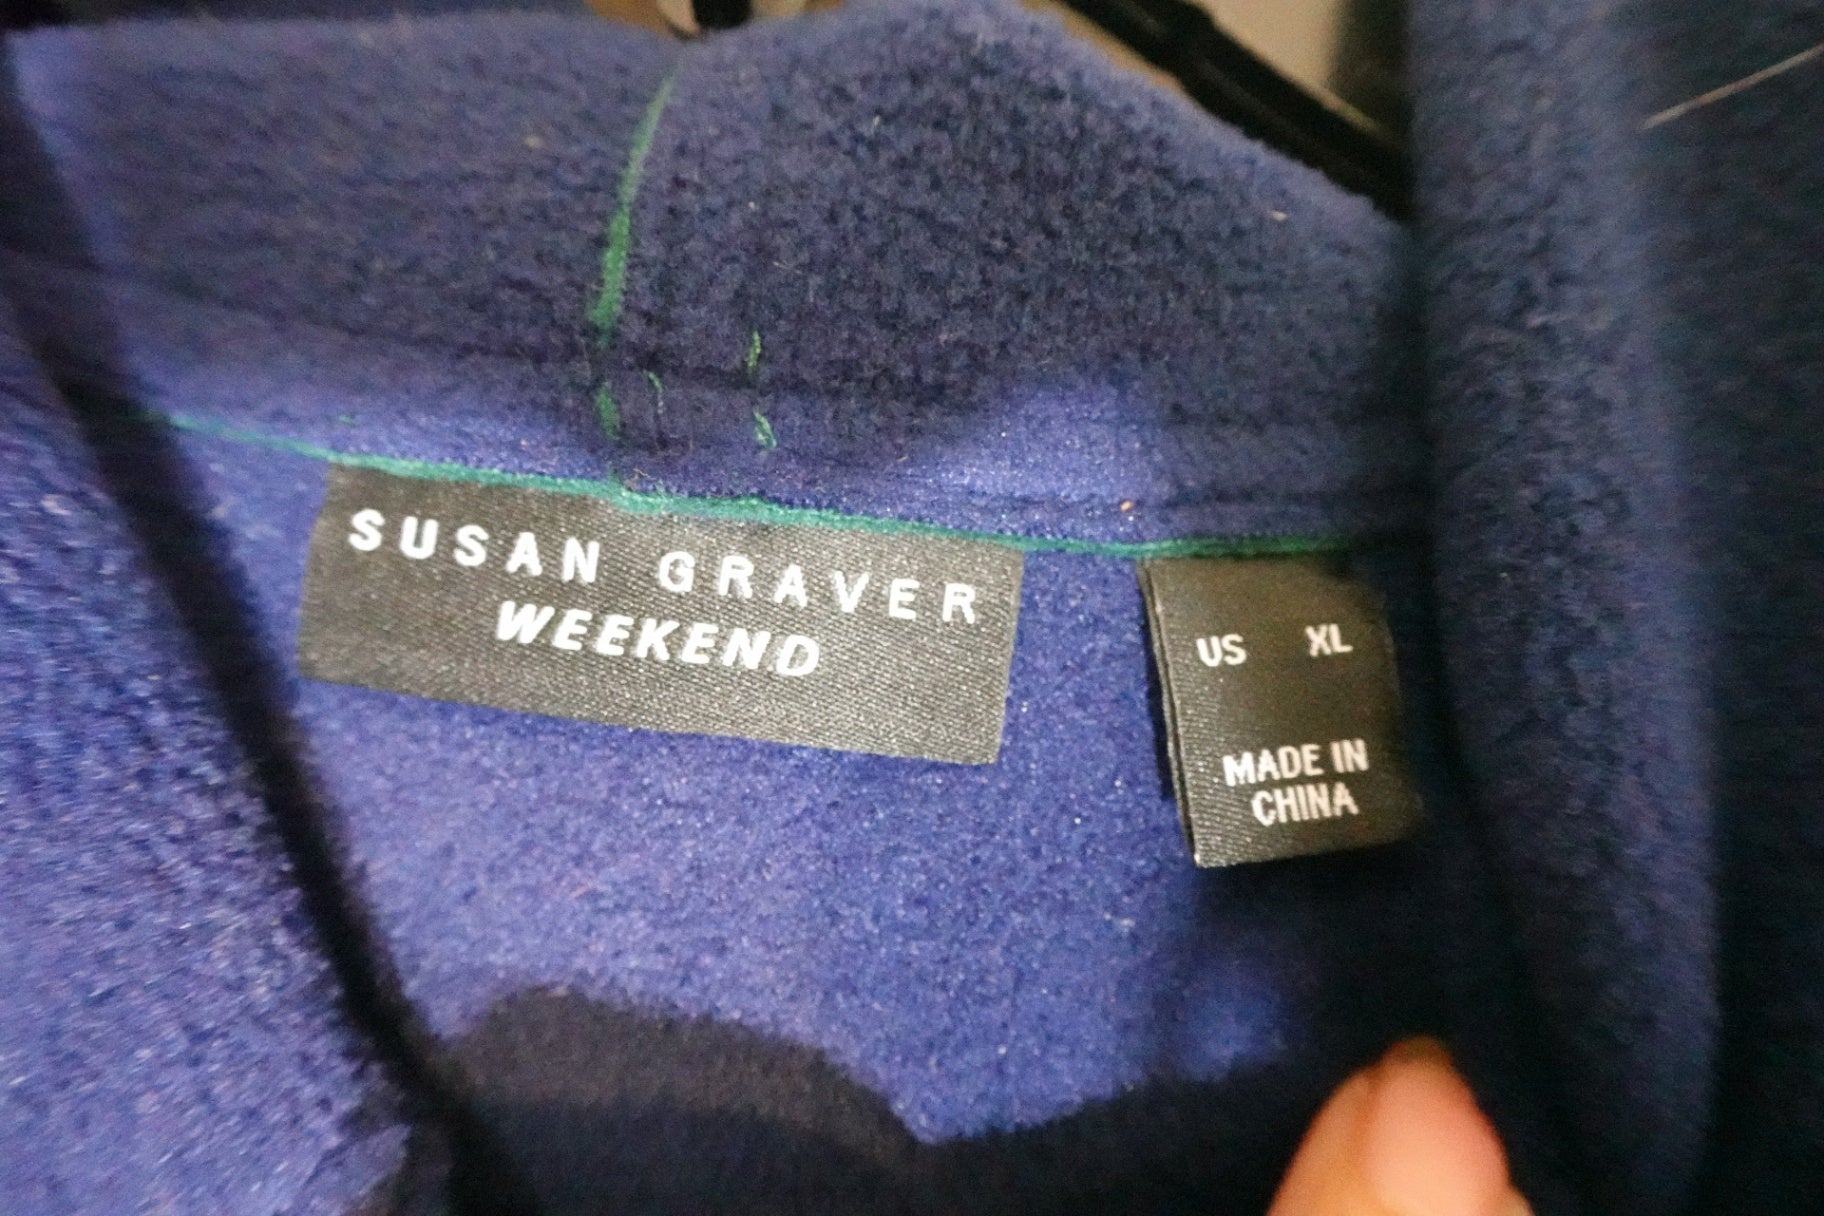 SUSAN GRAVER
WEEKEND
US XL
MADE IN
CHINA